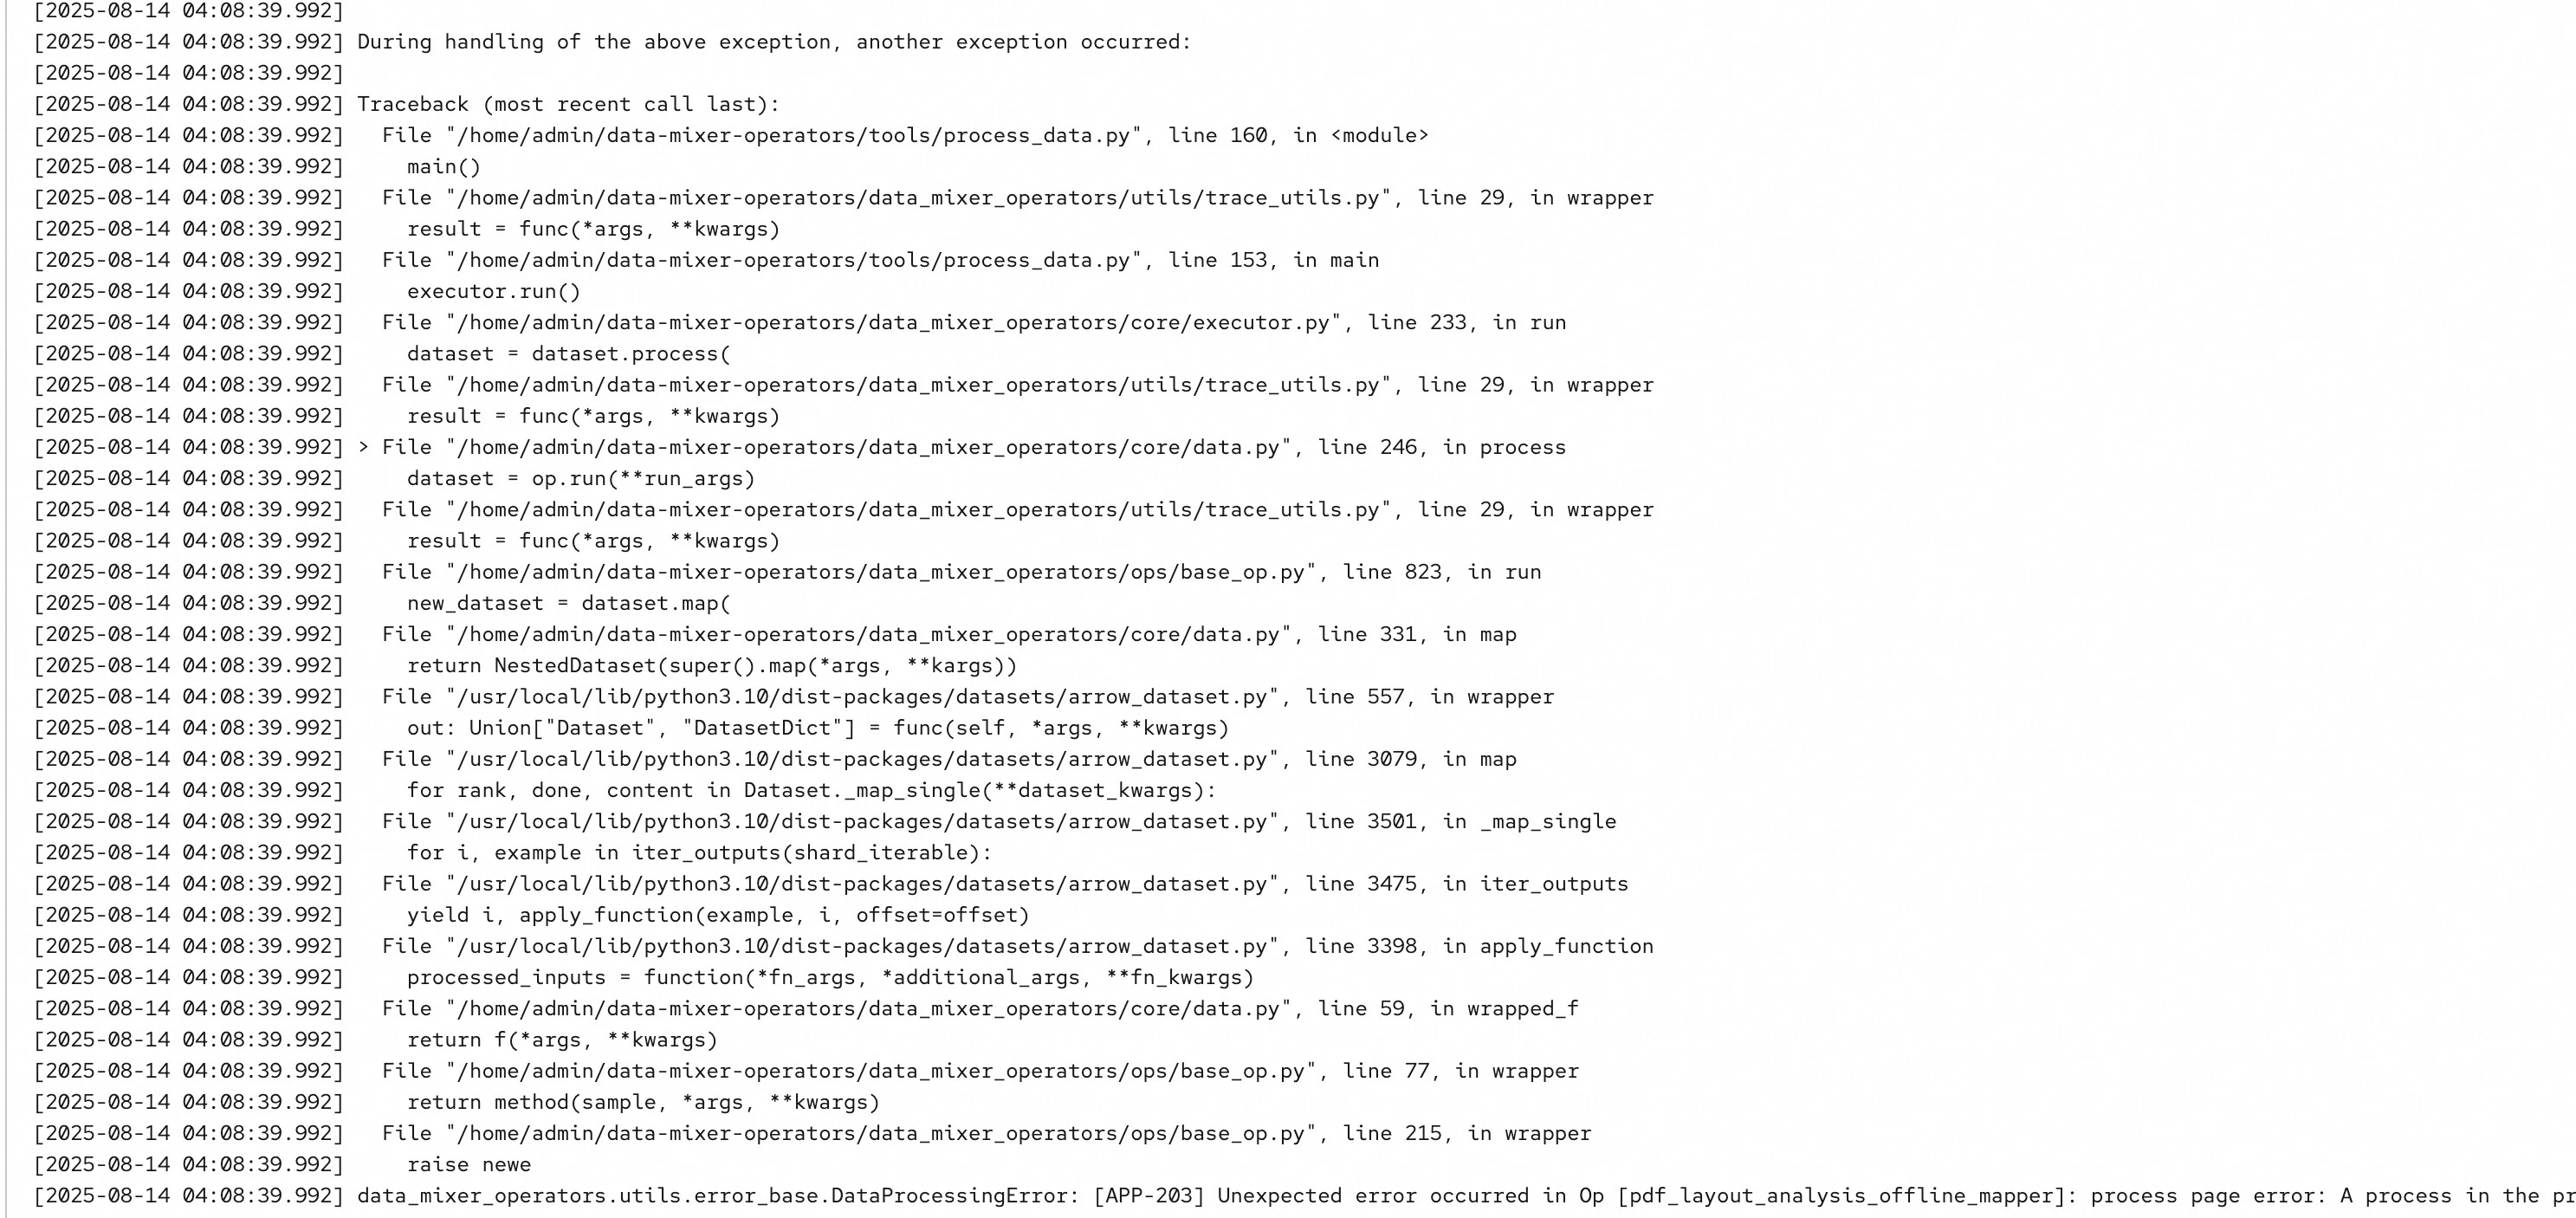 [2025-08-14 04:08:39.992]
[2025-08-14 04:08:39.992] During handling of the above exception, another exception occurred:
[2025-08-14 04:08:39.992]
[2025-08-14 04:08:39.992] Traceback (most recent call last):
[2025-08-14 04:08:39.992]   File "/home/admin/data-mixer-operators/tools/process_data.py", line 160, in <module>
[2025-08-14 04:08:39.992]     main()
[2025-08-14 04:08:39.992]   File "/home/admin/data-mixer-operators/data_mixer_operators/utils/trace_utils.py", line 29, in wrapper
[2025-08-14 04:08:39.992]     result = func(*args, **kwargs)
[2025-08-14 04:08:39.992]   File "/home/admin/data-mixer-operators/tools/process_data.py", line 153, in main
[2025-08-14 04:08:39.992]     executor.run()
[2025-08-14 04:08:39.992]   File "/home/admin/data-mixer-operators/data_mixer_operators/core/executor.py", line 233, in run
[2025-08-14 04:08:39.992]     dataset = dataset.process(
[2025-08-14 04:08:39.992]   File "/home/admin/data-mixer-operators/data_mixer_operators/utils/trace_utils.py", line 29, in wrapper
[2025-08-14 04:08:39.992]     result = func(*args, **kwargs)
[2025-08-14 04:08:39.992] > File "/home/admin/data-mixer-operators/data_mixer_operators/core/data.py", line 246, in process
[2025-08-14 04:08:39.992]     dataset = op.run(**run_args)
[2025-08-14 04:08:39.992]   File "/home/admin/data-mixer-operators/data_mixer_operators/utils/trace_utils.py", line 29, in wrapper
[2025-08-14 04:08:39.992]     result = func(*args, **kwargs)
[2025-08-14 04:08:39.992]   File "/home/admin/data-mixer-operators/data_mixer_operators/ops/base_op.py", line 823, in run
[2025-08-14 04:08:39.992]     new_dataset = dataset.map(
[2025-08-14 04:08:39.992]   File "/home/admin/data-mixer-operators/data_mixer_operators/core/data.py", line 331, in map
[2025-08-14 04:08:39.992]     return NestedDataset(super().map(*args, **kargs))
[2025-08-14 04:08:39.992]   File "/usr/local/lib/python3.10/dist-packages/datasets/arrow_dataset.py", line 557, in wrapper
[2025-08-14 04:08:39.992]     out: Union["Dataset", "DatasetDict"] = func(self, *args, **kwargs)
[2025-08-14 04:08:39.992]   File "/usr/local/lib/python3.10/dist-packages/datasets/arrow_dataset.py", line 3079, in map
[2025-08-14 04:08:39.992]     for rank, done, content in Dataset._map_single(**dataset_kwargs):
[2025-08-14 04:08:39.992]   File "/usr/local/lib/python3.10/dist-packages/datasets/arrow_dataset.py", line 3501, in _map_single
[2025-08-14 04:08:39.992]     for i, example in iter_outputs(shard_iterable):
[2025-08-14 04:08:39.992]   File "/usr/local/lib/python3.10/dist-packages/datasets/arrow_dataset.py", line 3475, in iter_outputs
[2025-08-14 04:08:39.992]     yield i, apply_function(example, i, offset=offset)
[2025-08-14 04:08:39.992]   File "/usr/local/lib/python3.10/dist-packages/datasets/arrow_dataset.py", line 3398, in apply_function
[2025-08-14 04:08:39.992]     processed_inputs = function(*fn_args, *additional_args, **fn_kwargs)
[2025-08-14 04:08:39.992]   File "/home/admin/data-mixer-operators/data_mixer_operators/core/data.py", line 59, in wrapped_f
[2025-08-14 04:08:39.992]     return f(*args, **kwargs)
[2025-08-14 04:08:39.992]   File "/home/admin/data-mixer-operators/data_mixer_operators/ops/base_op.py", line 77, in wrapper
[2025-08-14 04:08:39.992]     return method(sample, *args, **kwargs)
[2025-08-14 04:08:39.992]   File "/home/admin/data-mixer-operators/data_mixer_operators/ops/base_op.py", line 215, in wrapper
[2025-08-14 04:08:39.992]     raise newe
[2025-08-14 04:08:39.992] data_mixer_operators.utils.error_base.DataProcessingError: [APP-203] Unexpected error occurred in Op [pdf_layout_analysis_offline_mapper]: process page error: A process in the pr